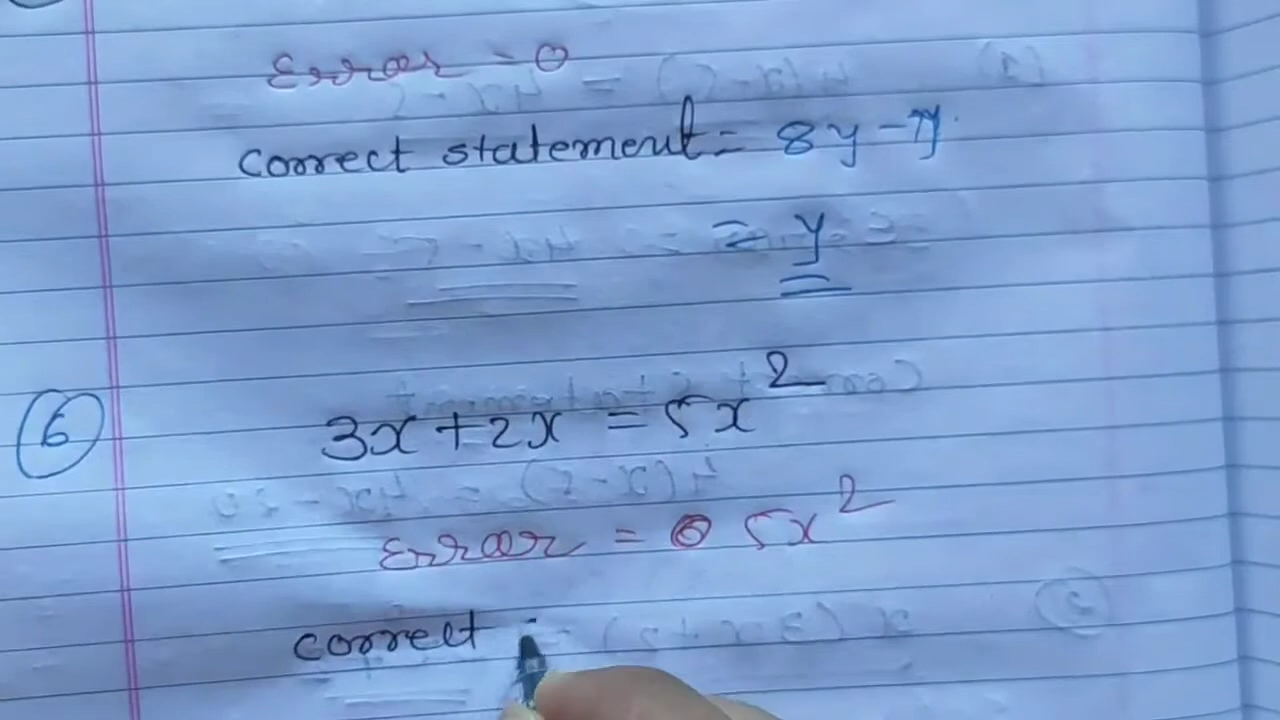 Error = 0
correct statement = 8y - 7y
= y
6 3x + 2x = 5x²
Error = 5x²
correct